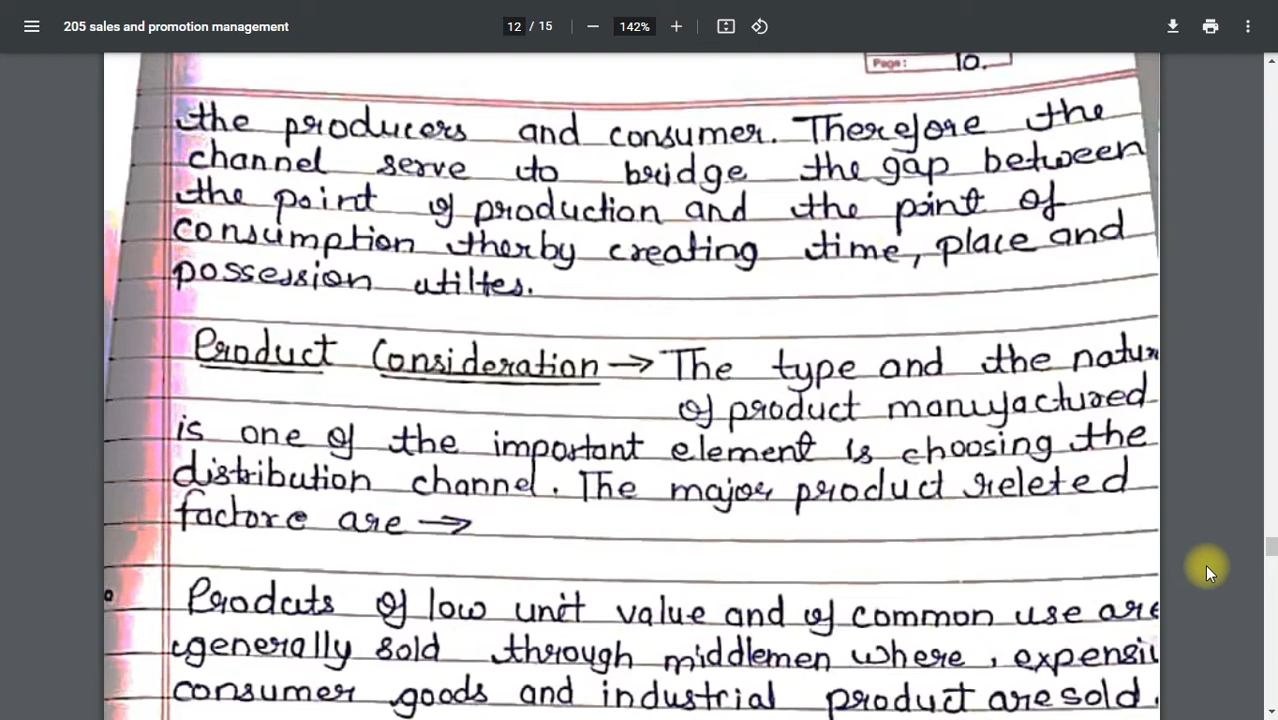 205 sales and promotion management
12 / 15
142%
Page: 10.
the producers and consumer. Therefore the
channel serve to bridge the gap between
the point of production and the point of
consumption therby creating time, place and
possession utiltes.
Product Consideration → The type and the natur
of product manufactured
is one of the important element is choosing the
distribution channel. The major product releted
factore are →
Producuts of low unit value and of common use are
generally sold through middlemen where, expensiv
consumer goods and industrial product are sold.